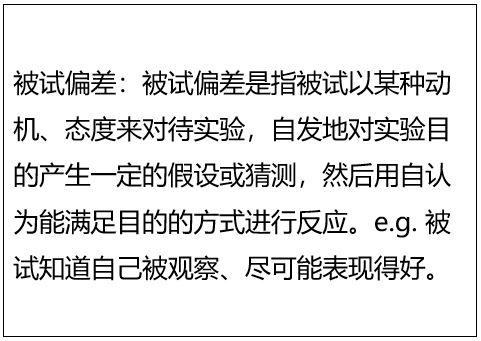 被试偏差：被试偏差是指被试以某种动
机、态度来对待实验，自发地对实验目
的产生一定的假设或猜测，然后用自认
为能满足目的的方式进行反应。e.g. 被
试知道自己被观察、尽可能表现得好。